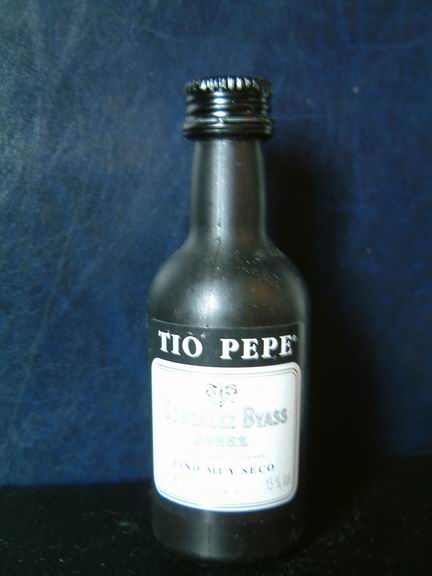 TIO PEPE®
GONZALEZ BYASS
JEREZ
FINO MUY SECO
15% Vol.